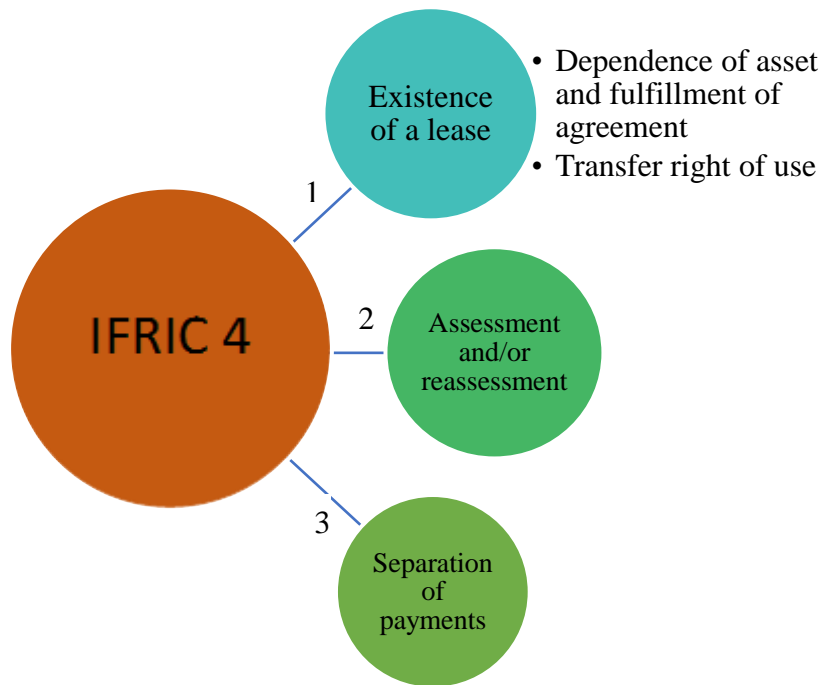 Existence
of a lease
• Dependence of asset
and fulfillment of
agreement
• Transfer right of use
1
IFRIC 4
2
Assessment
and/or
reassessment
3
Separation
of
payments